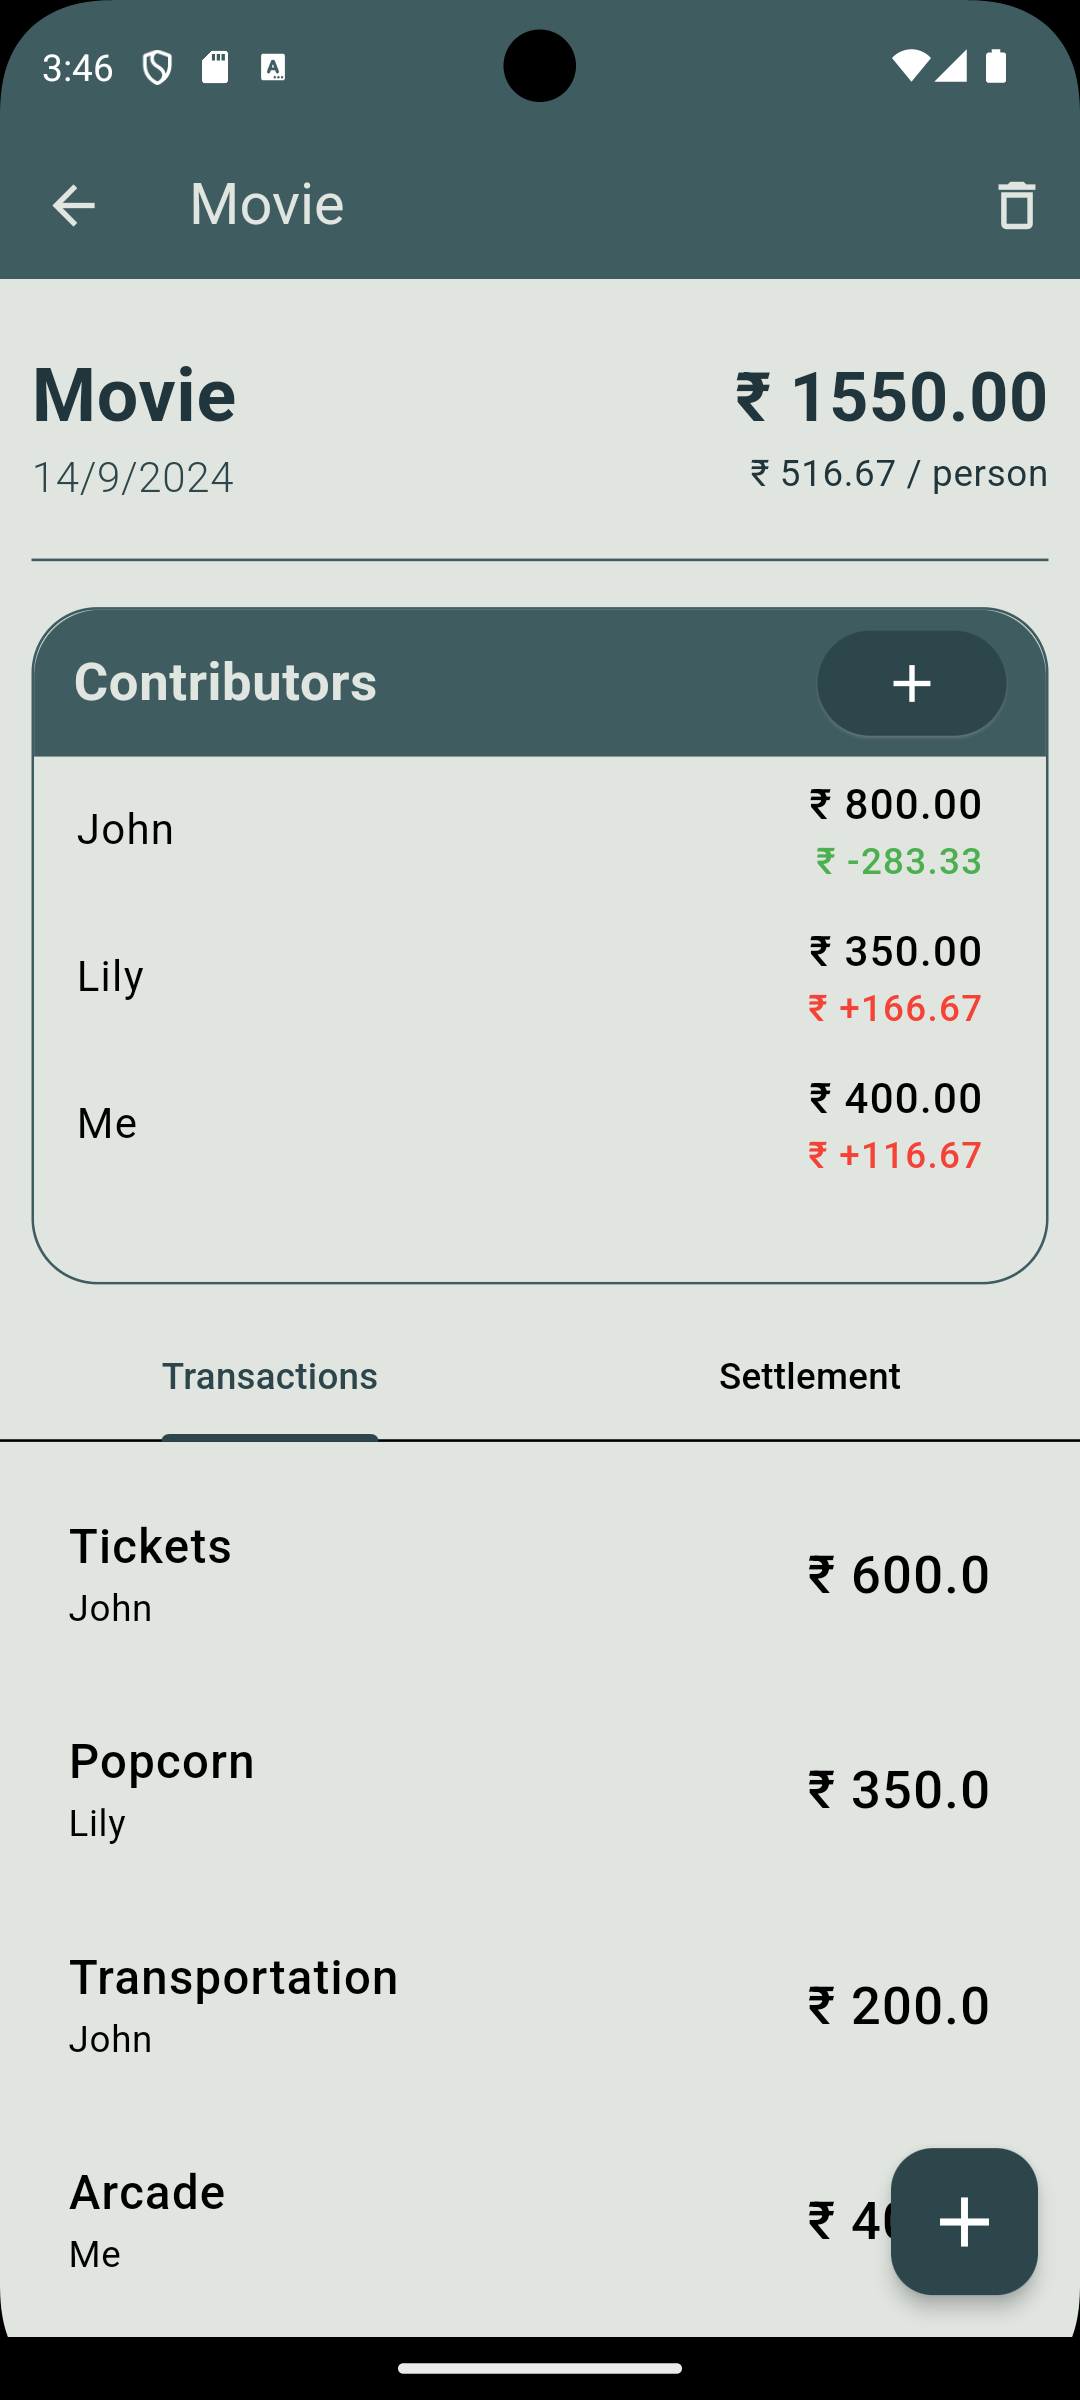 3:46
Movie
Movie
₹ 1550.00
14/9/2024
₹ 516.67 / person
Contributors
John
₹ 800.00
₹ -283.33
Lily
₹ 350.00
₹ +166.67
Me
₹ 400.00
₹ +116.67
Transactions
Settlement
Tickets
John
₹ 600.0
Popcorn
Lily
₹ 350.0
Transportation
John
₹ 200.0
Arcade
Me
₹